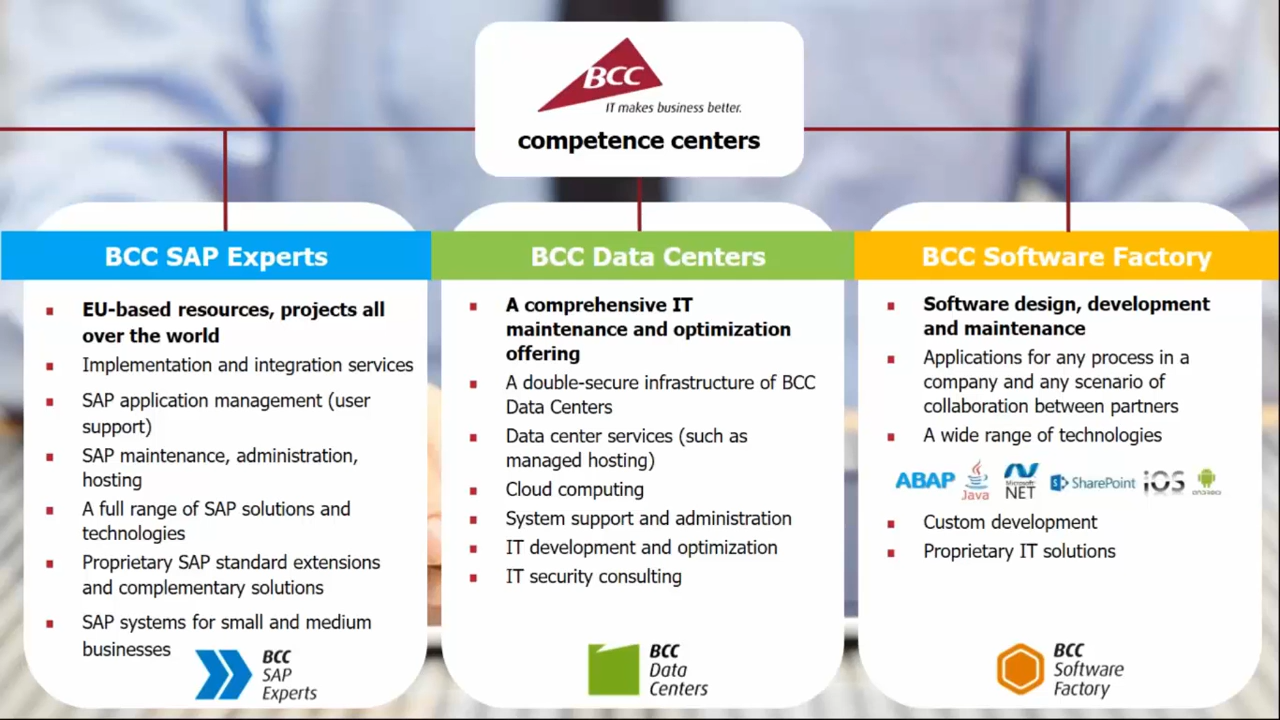 BCC
IT makes business better.
competence centers
BCC SAP Experts
EU-based resources, projects all
over the world
Implementation and integration services
SAP application management (user
support)
SAP maintenance, administration,
hosting
A full range of SAP solutions and
technologies
Proprietary SAP standard extensions
and complementary solutions
SAP systems for small and medium
businesses
BCC
SAP
Experts
BCC Data Centers
A comprehensive IT
maintenance and optimization
offering
A double-secure infrastructure of BCC
Data Centers
Data center services (such as
managed hosting)
Cloud computing
System support and administration
IT development and optimization
IT security consulting
BCC
Data
Centers
BCC Software Factory
Software design, development
and maintenance
Applications for any process in a
company and any scenario of
collaboration between partners
A wide range of technologies
ABAP Java Microsoft NET S SharePoint iOS ANDROID
Custom development
Proprietary IT solutions
BCC
Software
Factory